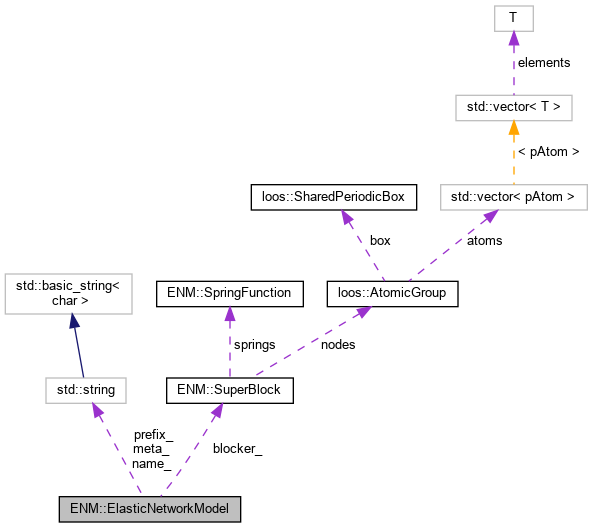 T
elements
std::vector< T >
< pAtom >
loos::SharedPeriodicBox
std::vector< pAtom >
box
atoms
std::basic_string<
char >
ENM::SpringFunction
loos::AtomicGroup
springs
nodes
std::string
ENM::SuperBlock
prefix_
meta_
name_
blocker_
ENM::ElasticNetworkModel